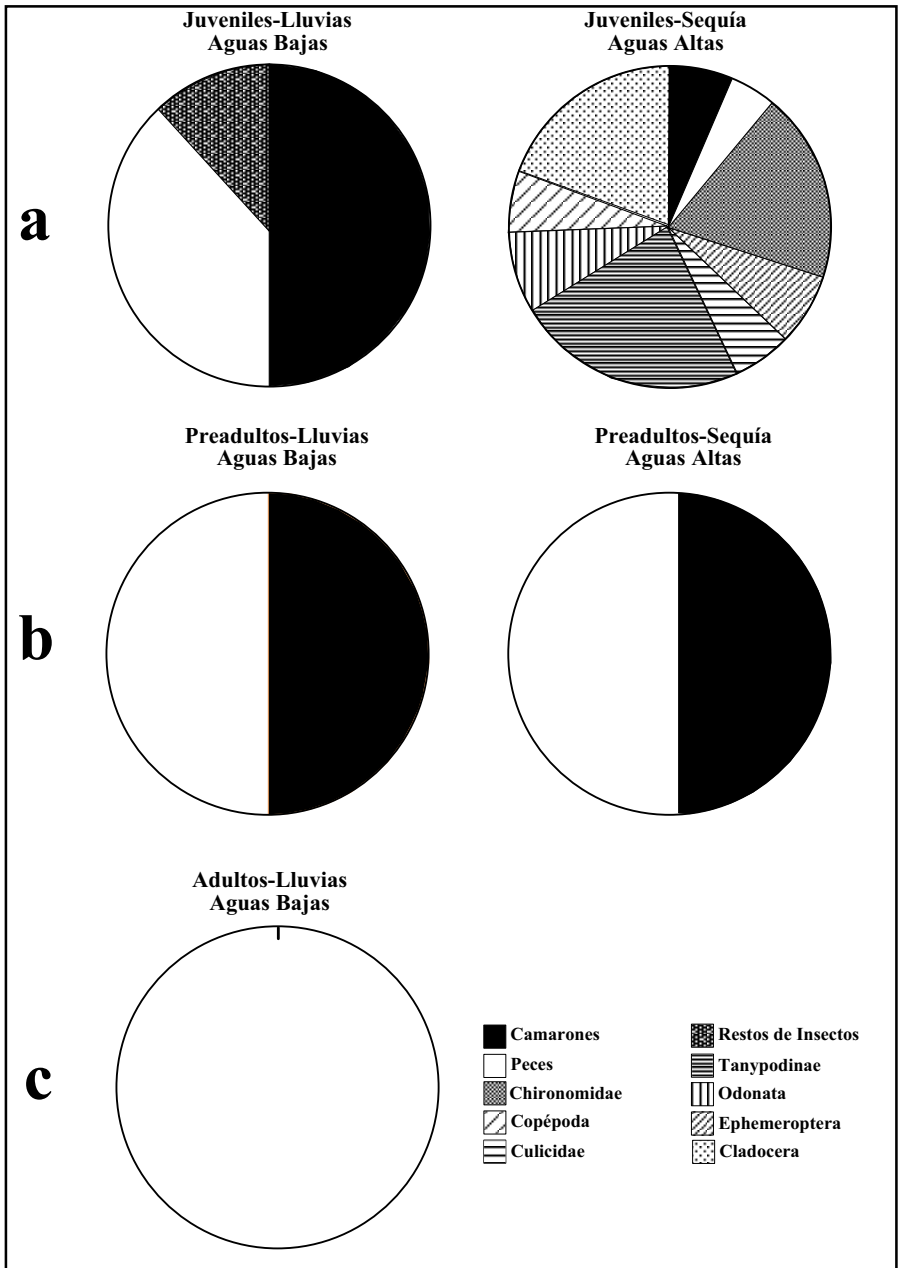 Juveniles-Lluvias
Aguas Bajas
Juveniles-Sequía
Aguas Altas
a
Preadultos-Lluvias
Aguas Bajas
Preadultos-Sequía
Aguas Altas
b
Adultos-Lluvias
Aguas Bajas
c
Camarones
Peces
Chironomidae
Copépoda
Culicidae
Restos de Insectos
Tanypodinae
Odonata
Ephemeroptera
Cladocera